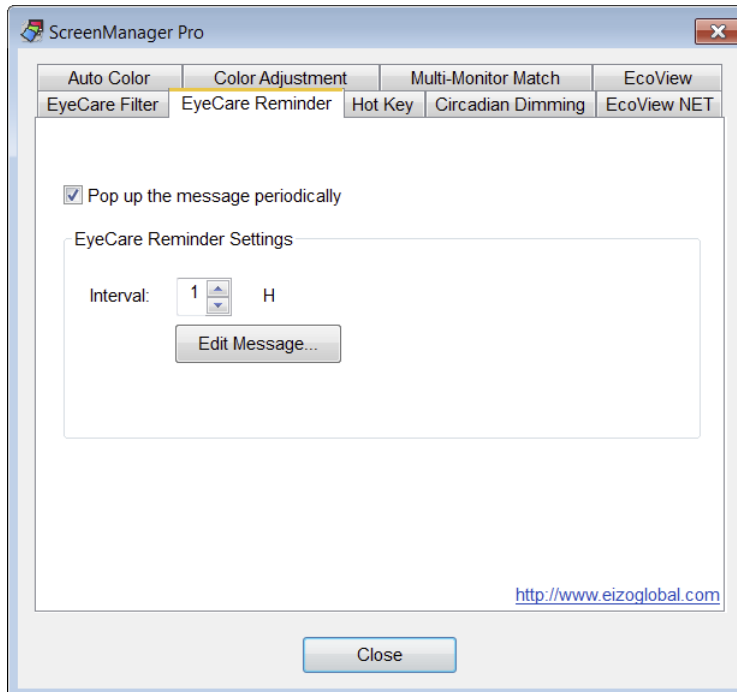 ScreenManager Pro
Auto Color Color Adjustment Multi-Monitor Match EcoView
EyeCare Filter EyeCare Reminder Hot Key Circadian Dimming EcoView NET
Pop up the message periodically
EyeCare Reminder Settings
Interval: 1 H
Edit Message...
http://www.eizoglobal.com
Close